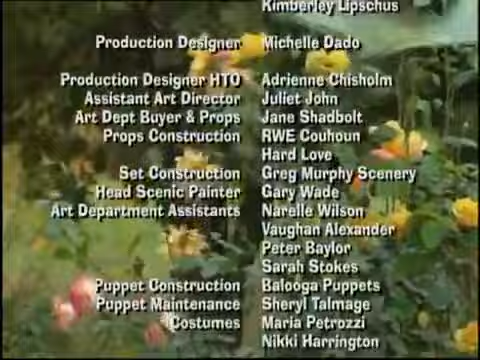 Kimberley Lipschus
Production Designer Michelle Dado
Production Designer HTO Adrienne Chisholm
Assistant Art Director Juliet John
Art Dept Buyer & Props Jane Shadbolt
Props Construction RWE Couhoun
Hard Love
Set Construction Greg Murphy Scenery
Head Scenic Painter Gary Wade
Art Department Assistants Narelle Wilson
Vaughan Alexander
Peter Baylor
Sarah Stokes
Puppet Construction Balooga Puppets
Puppet Maintenance Sheryl Talmage
Costumes Maria Petrozzi
Nikki Harrington